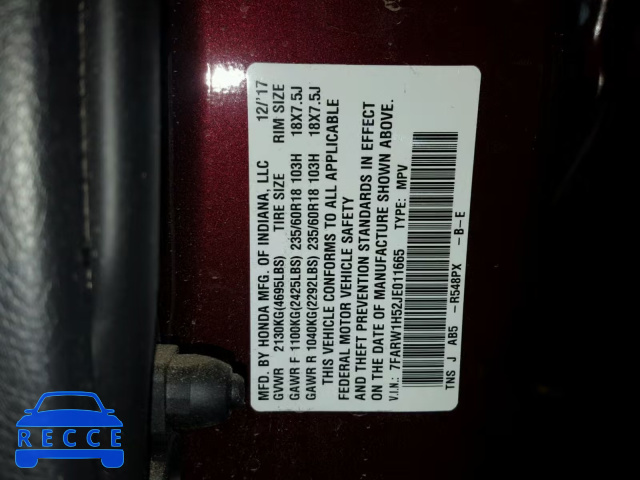 MFD. BY HONDA MFG. OF INDIANA, LLC 12/'17
GVWR 2130KG(4695LBS) TIRE SIZE RIM SIZE
GAWR F 1100KG(2425LBS) 235/60R18 103H 18X7.5J
GAWR R 1040KG(2292LBS) 235/60R18 103H 18X7.5J
THIS VEHICLE CONFORMS TO ALL APPLICABLE
FEDERAL MOTOR VEHICLE SAFETY
AND THEFT PREVENTION STANDARDS IN EFFECT
ON THE DATE OF MANUFACTURE SHOWN ABOVE.
V.I.N.: 7FARW1H52JE011665 TYPE: MPV
TNS J AB5 -R548PX -B-E
RECCE